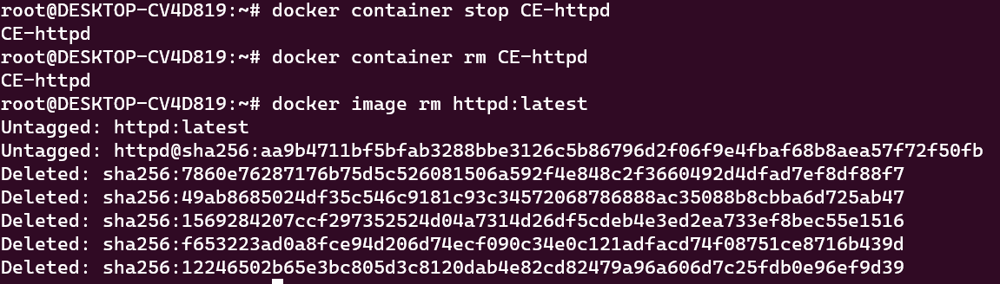 root@DESKTOP-CV4D819:~# docker container stop CE-httpd
CE-httpd
root@DESKTOP-CV4D819:~# docker container rm CE-httpd
CE-httpd
root@DESKTOP-CV4D819:~# docker image rm httpd:latest
Untagged: httpd:latest
Untagged: httpd@sha256:aa9b4711bf5bfab3288bbe3126c5b86796d2f06f9e4fbaf68b8aea57f72f50fb
Deleted: sha256:7860e76287176b75d5c526081506a592f4e848c2f3660492d4dfad7ef8df88f7
Deleted: sha256:49ab8685024df35c546c9181c93c34572068786888ac35088b8cbba6d725ab47
Deleted: sha256:1569284207ccf297352524d04a7314d26df5cdeb4e3ed2ea733ef8bec55e1516
Deleted: sha256:f653223ad0a8fce94d206d74ecf090c34e0c121adfacd74f08751ce8716b439d
Deleted: sha256:12246502b65e3bc805d3c8120dab4e82cd82479a96a606d7c25fdb0e96ef9d39